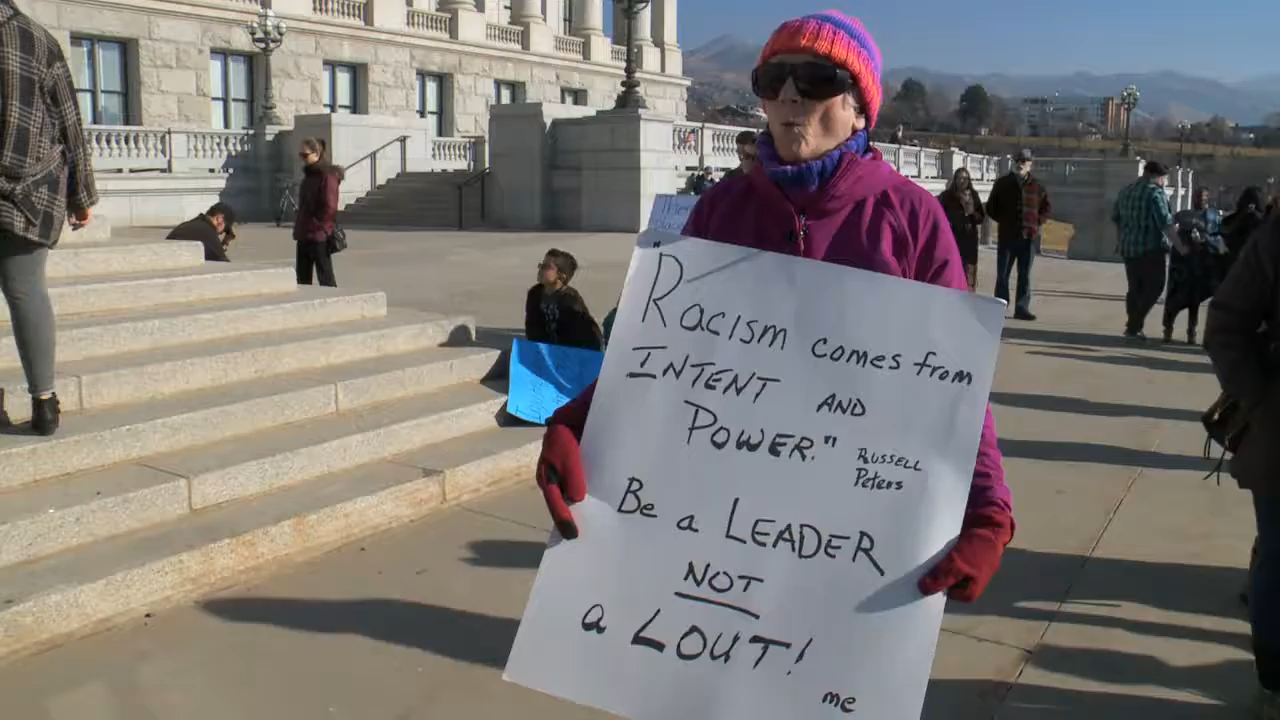 "Racism comes from
INTENT AND
POWER."
RUSSELL
Peters
Be a LEADER
NOT
a LOUT!
me